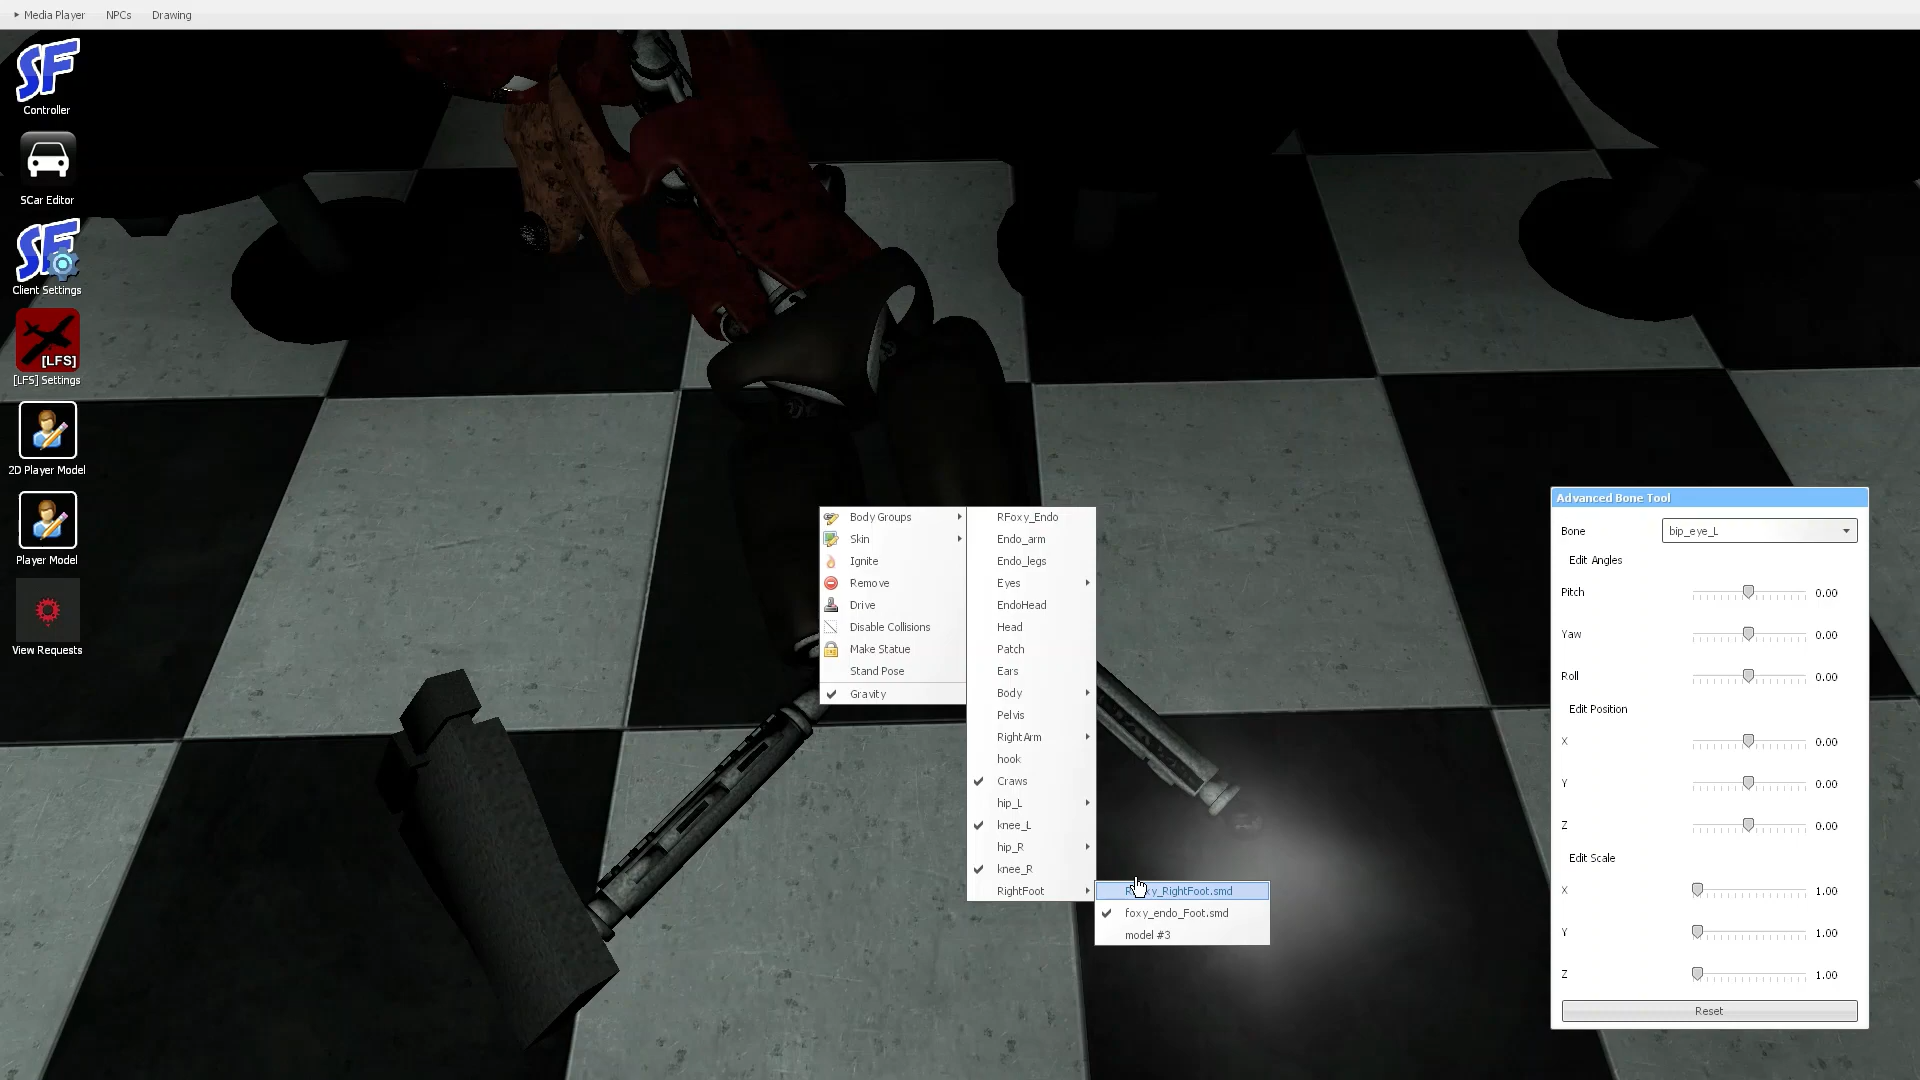 Media Player NPCs Drawing
SF
Controller
SCar Editor
SF
Client Settings
[LFS]
[LFS] Settings
2D Player Model
Player Model
View Requests
Body Groups
Skin
Ignite
Remove
Drive
Disable Collisions
Make Statue
Stand Pose
Gravity
RFoxy_Endo
Endo_arm
Endo_legs
Eyes
EndoHead
Head
Patch
Ears
Body
Pelvis
RightArm
hook
Craws
hip_L
knee_L
hip_R
knee_R
RightFoot
foxy_endo_Foot.smd
model #3
Advanced Bone Tool
Bone bip_eye_L
Edit Angles
Pitch 0.00
Yaw 0.00
Roll 0.00
Edit Position
X 0.00
Y 0.00
Z 0.00
Edit Scale
X 1.00
Y 1.00
Z 1.00
Reset